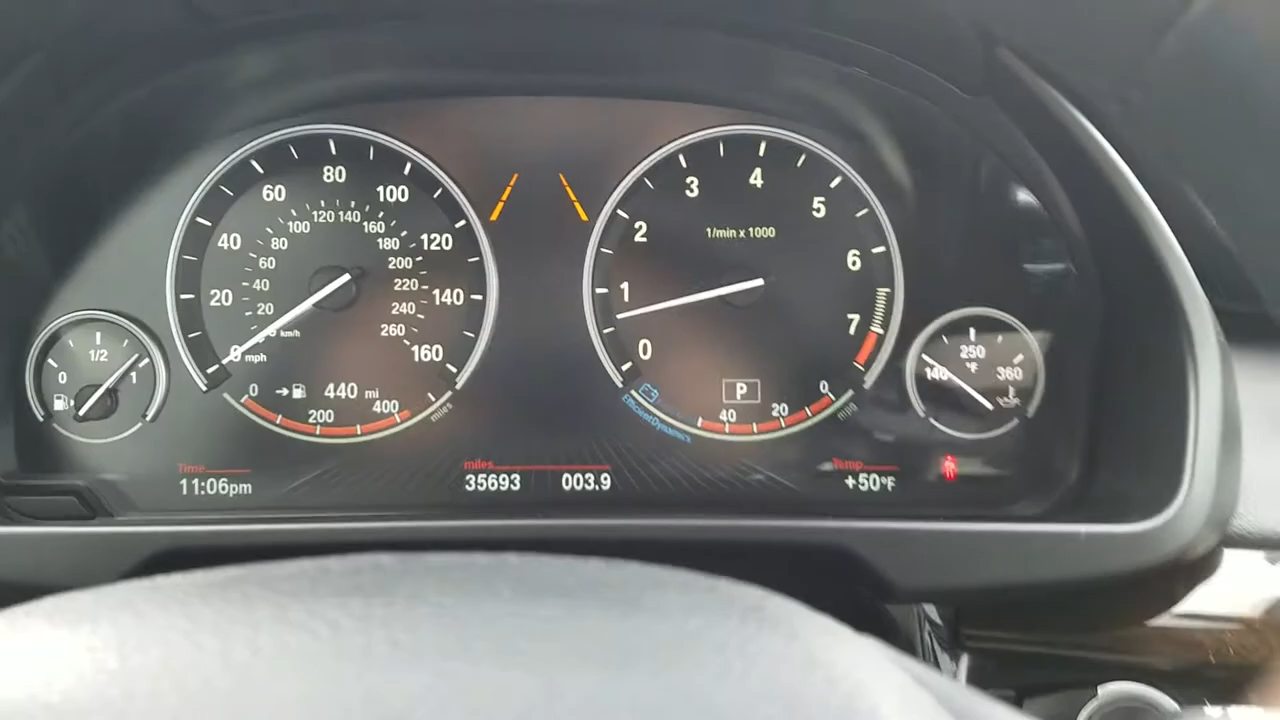 80
60
100
120 140
100
160
40
80
180
120
60
200
40
220
20
140
20
240
km/h
260
0 mph
160
1/2
0
1
0
440 mi
400
200
miles
4
3
5
2
1/min x 1000
6
1
7
0
P
0
20
40
mpg
EfficientDynamics
250
°F
140
360
Time
11:06pm
miles
35693 003.9
Temp
+50°F